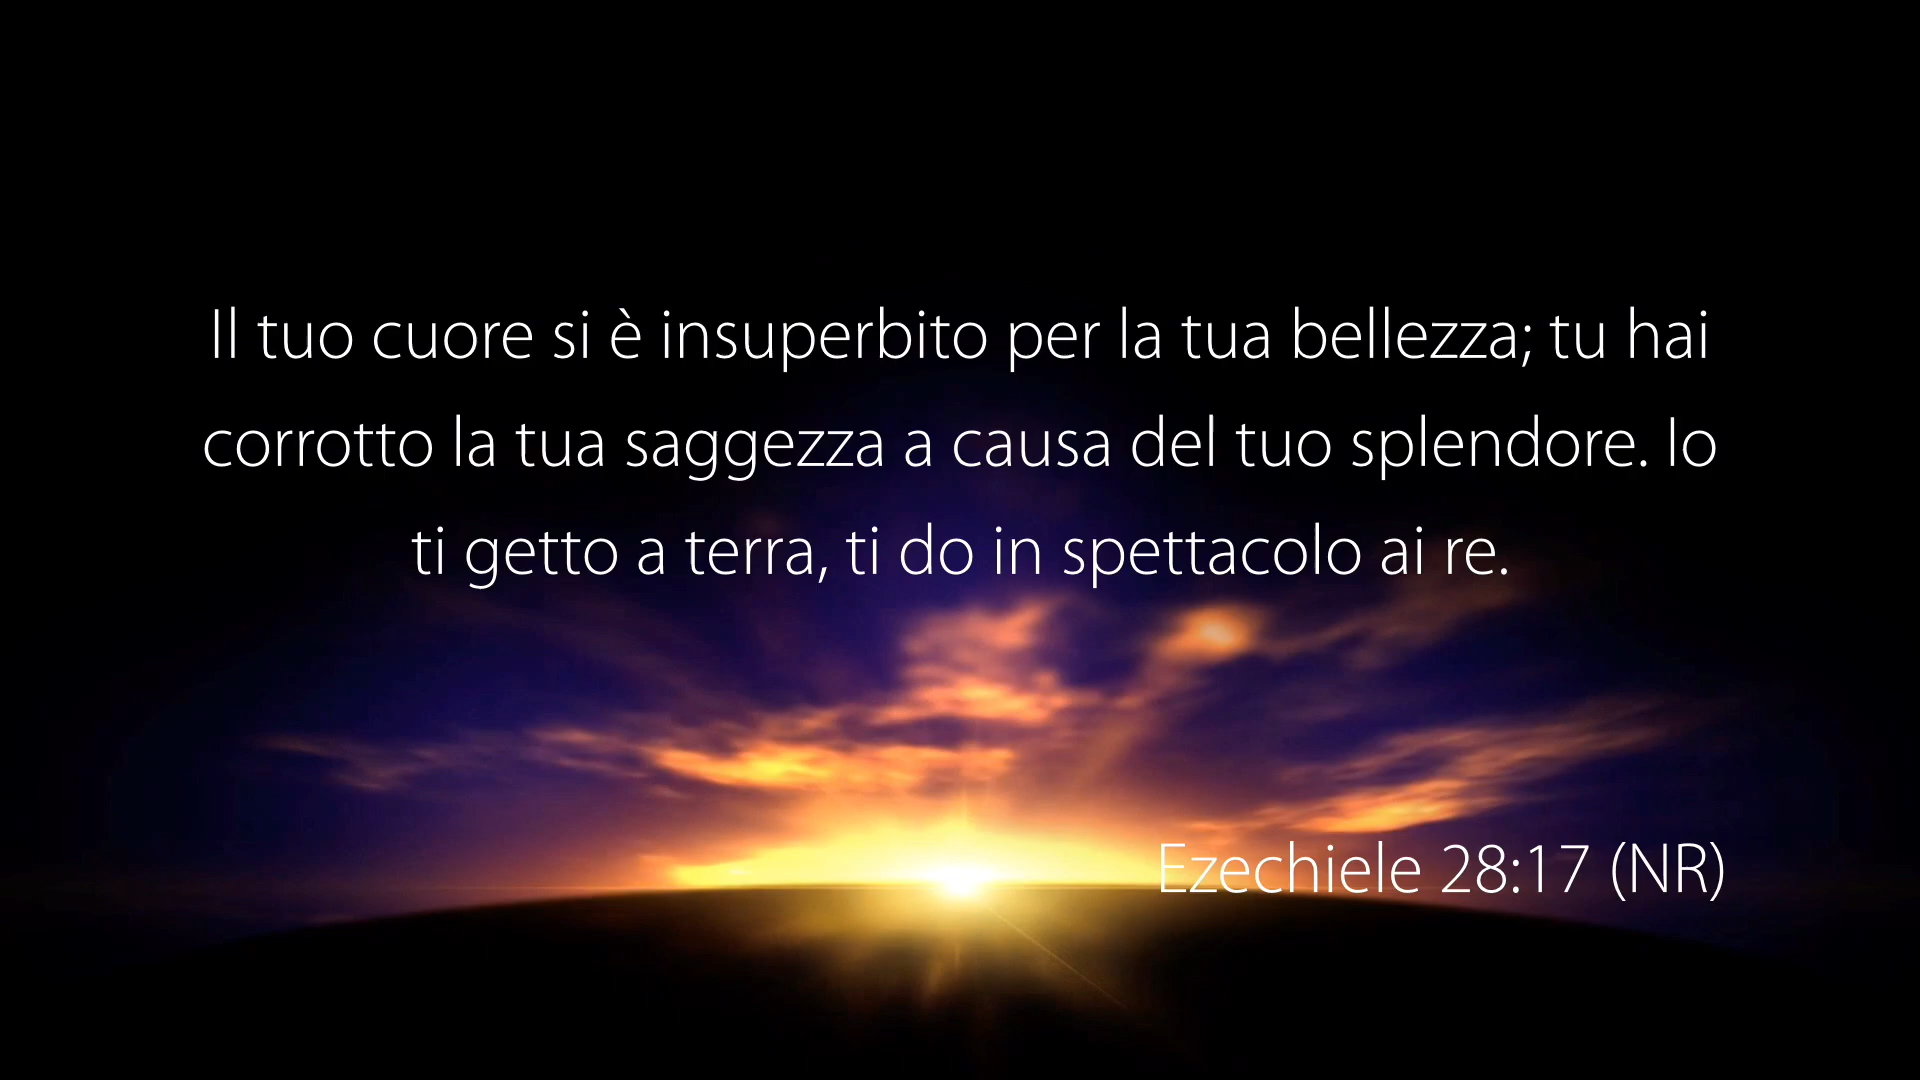 Il tuo cuore si è insuperbito per la tua bellezza; tu hai
corrotto la tua saggezza a causa del tuo splendore. Io
ti getto a terra, ti do in spettacolo ai re.
Ezechiele 28:17 (NR)